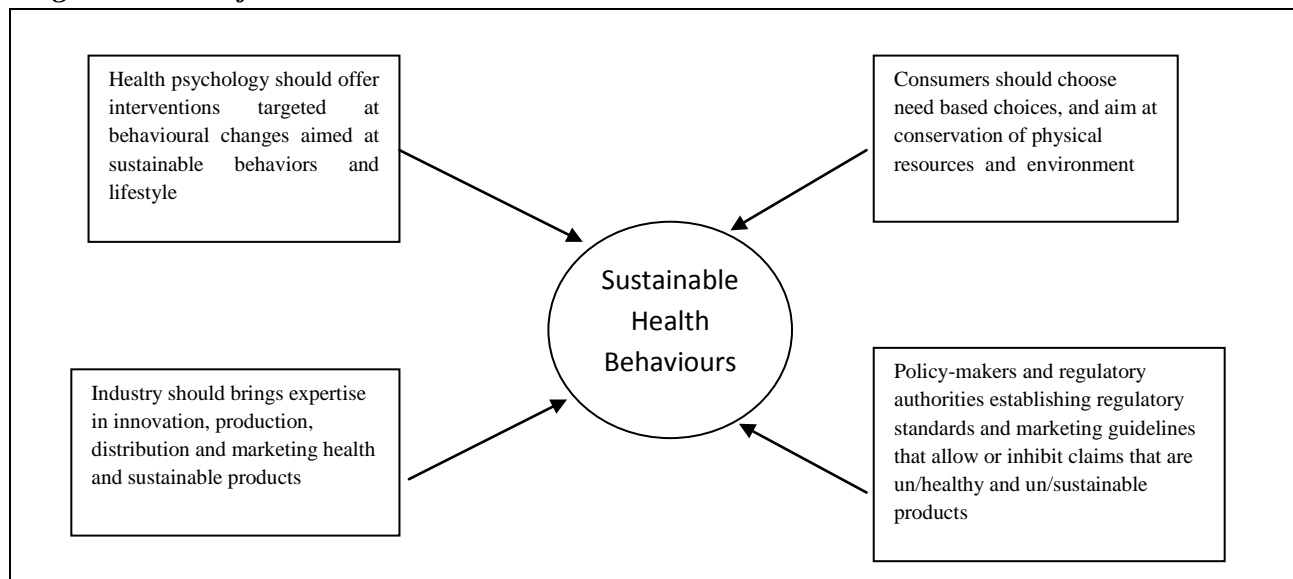 Health psychology should offer
interventions targeted at
behavioural changes aimed at
sustainable behaviors and
lifestyle
Consumers should choose
need based choices, and aim at
conservation of physical
resources and environment
Sustainable
Health
Behaviours
Industry should brings expertise
in innovation, production,
distribution and marketing health
and sustainable products
Policy-makers and regulatory
authorities establishing regulatory
standards and marketing guidelines
that allow or inhibit claims that are
un/healthy and un/sustainable
products